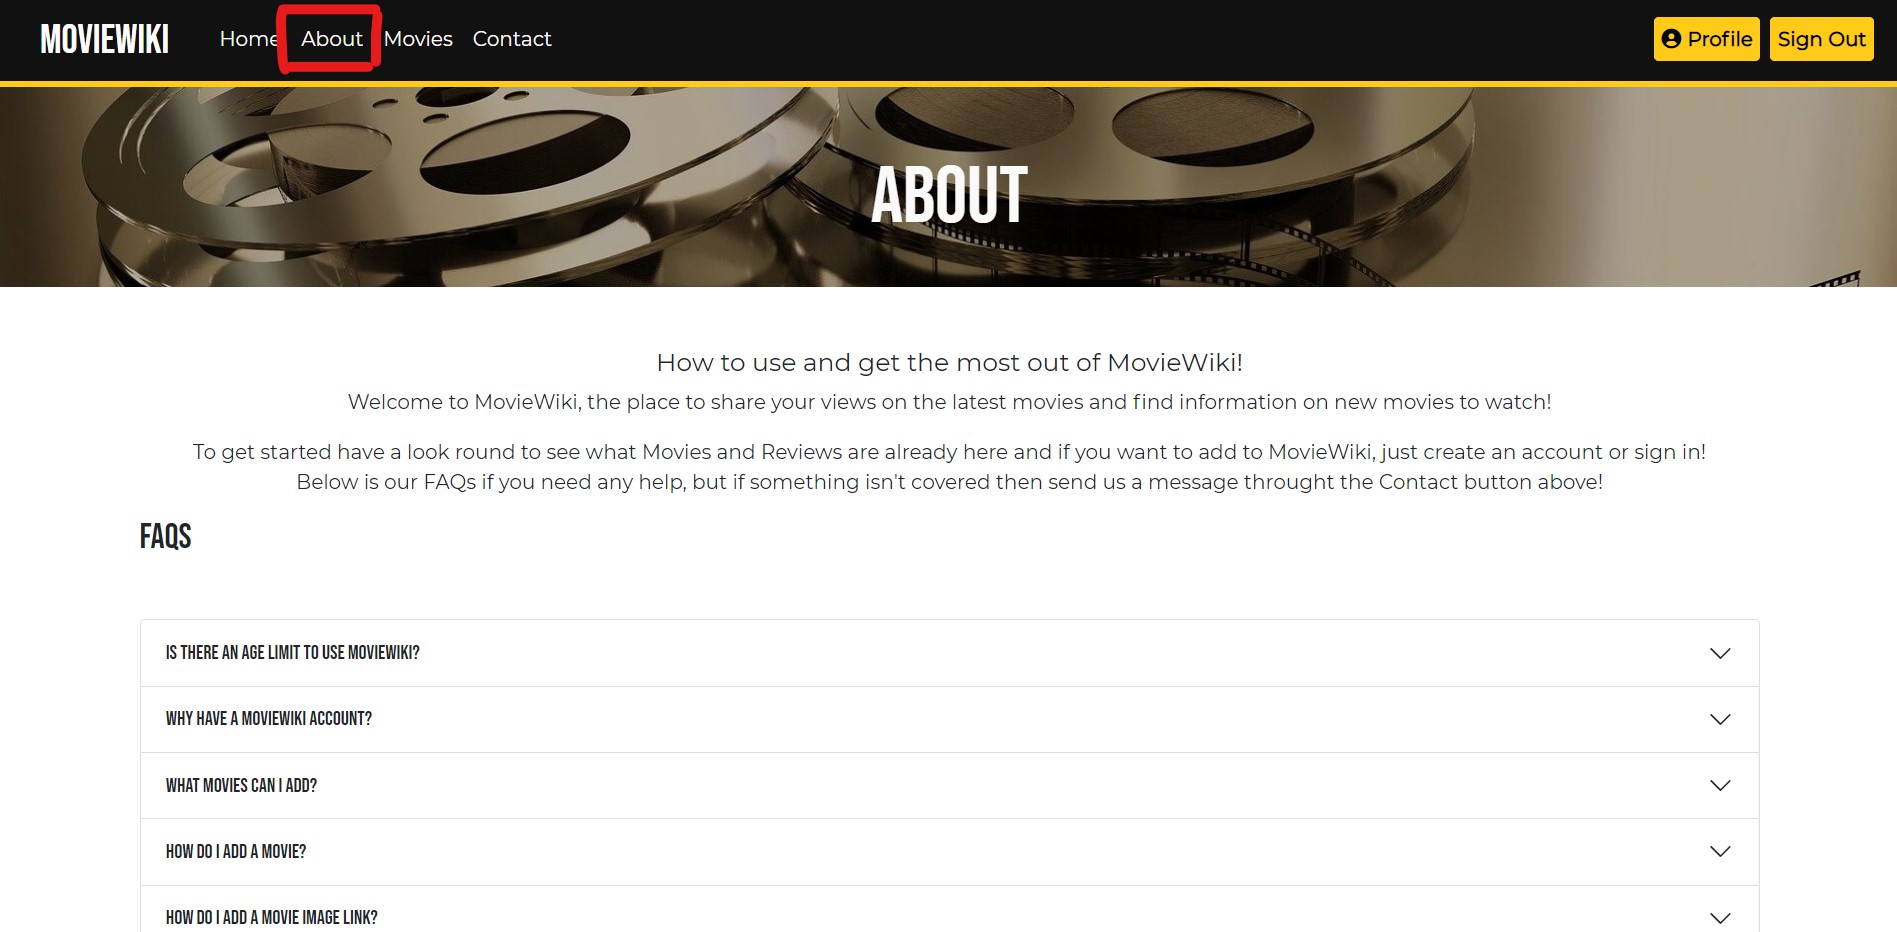 MOVIEWIKI Home About Movies Contact Profile Sign Out
ABOUT
How to use and get the most out of MovieWiki!
Welcome to MovieWiki, the place to share your views on the latest movies and find information on new movies to watch!
To get started have a look round to see what Movies and Reviews are already here and if you want to add to MovieWiki, just create an account or sign in!
Below is our FAQs if you need any help, but if something isn't covered then send us a message throught the Contact button above!
FAQS
IS THERE AN AGE LIMIT TO USE MOVIEWIKI?
WHY HAVE A MOVIEWIKI ACCOUNT?
WHAT MOVIES CAN I ADD?
HOW DO I ADD A MOVIE?
HOW DO I ADD A MOVIE IMAGE LINK?